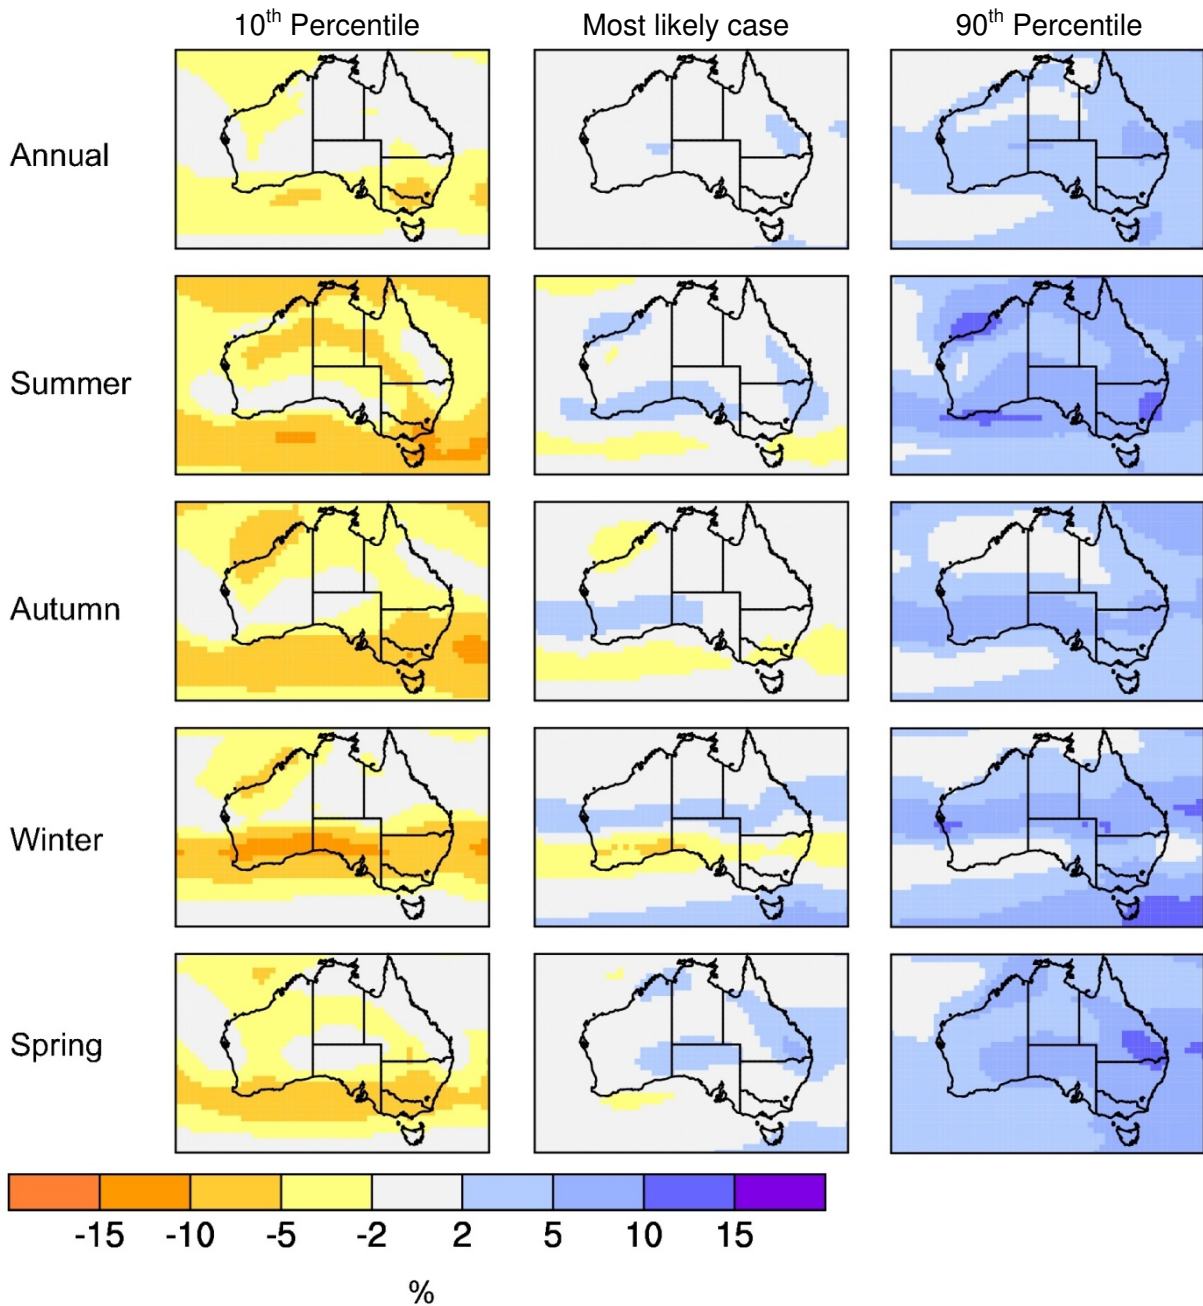 10th Percentile Most likely case 90th Percentile
Annual
Summer
Autumn
Winter
Spring
-15 -10 -5 -2 2 5 10 15
%